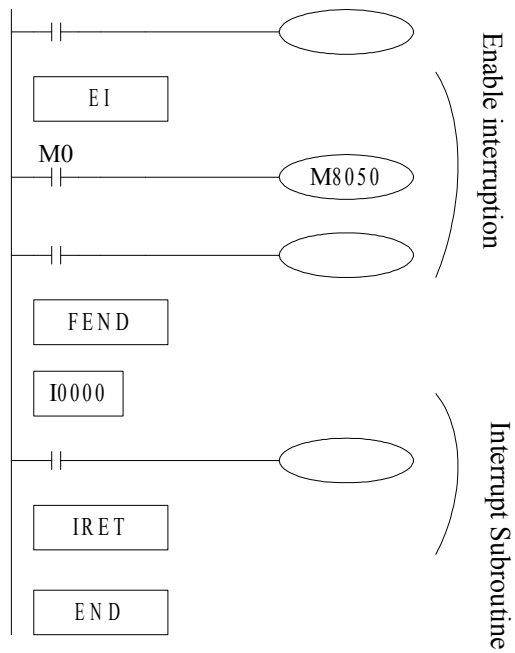 EI
M0
M8050
Enable interruption
FEND
I0000
IRET
Interrupt Subroutine
END